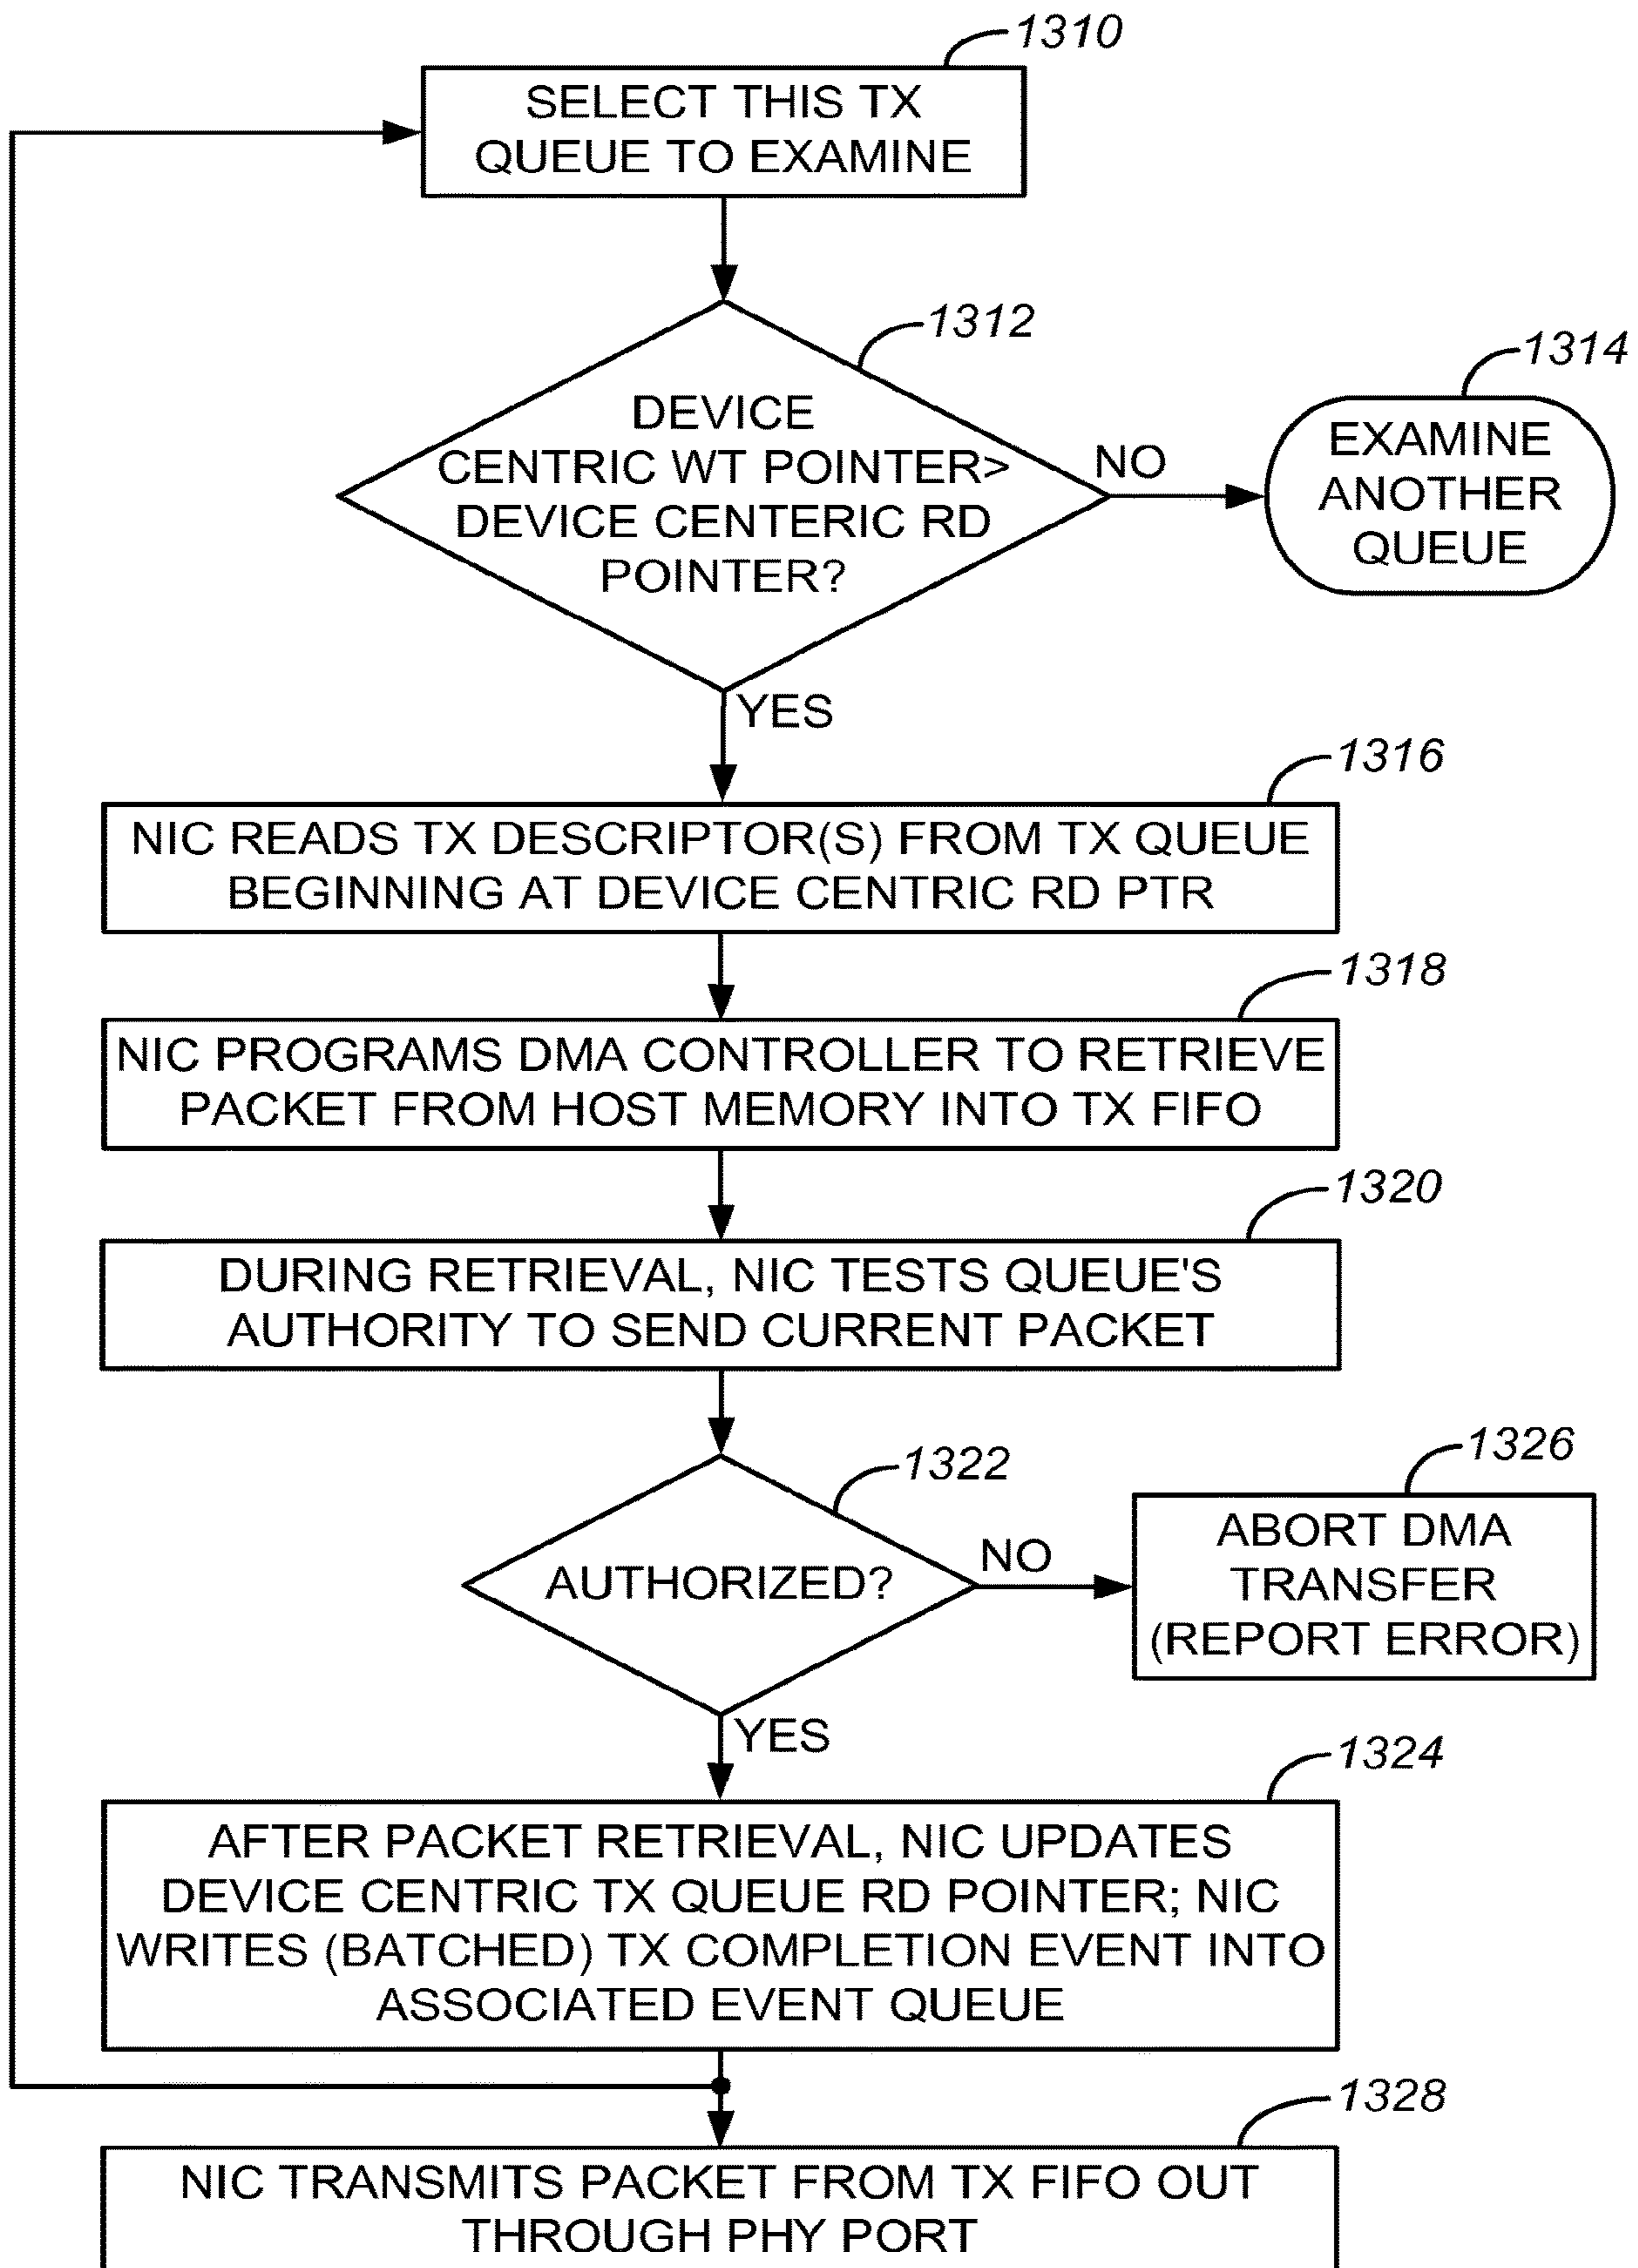 1310
SELECT THIS TX
QUEUE TO EXAMINE
1312
DEVICE
CENTRIC WT POINTER>
DEVICE CENTERIC RD
POINTER?
NO
1314
EXAMINE
ANOTHER
QUEUE
YES
1316
NIC READS TX DESCRIPTOR(S) FROM TX QUEUE
BEGINNING AT DEVICE CENTRIC RD PTR
1318
NIC PROGRAMS DMA CONTROLLER TO RETRIEVE
PACKET FROM HOST MEMORY INTO TX FIFO
1320
DURING RETRIEVAL, NIC TESTS QUEUE'S
AUTHORITY TO SEND CURRENT PACKET
1322
AUTHORIZED?
NO
1326
ABORT DMA
TRANSFER
(REPORT ERROR)
YES
1324
AFTER PACKET RETRIEVAL, NIC UPDATES
DEVICE CENTRIC TX QUEUE RD POINTER; NIC
WRITES (BATCHED) TX COMPLETION EVENT INTO
ASSOCIATED EVENT QUEUE
1328
NIC TRANSMITS PACKET FROM TX FIFO OUT
THROUGH PHY PORT